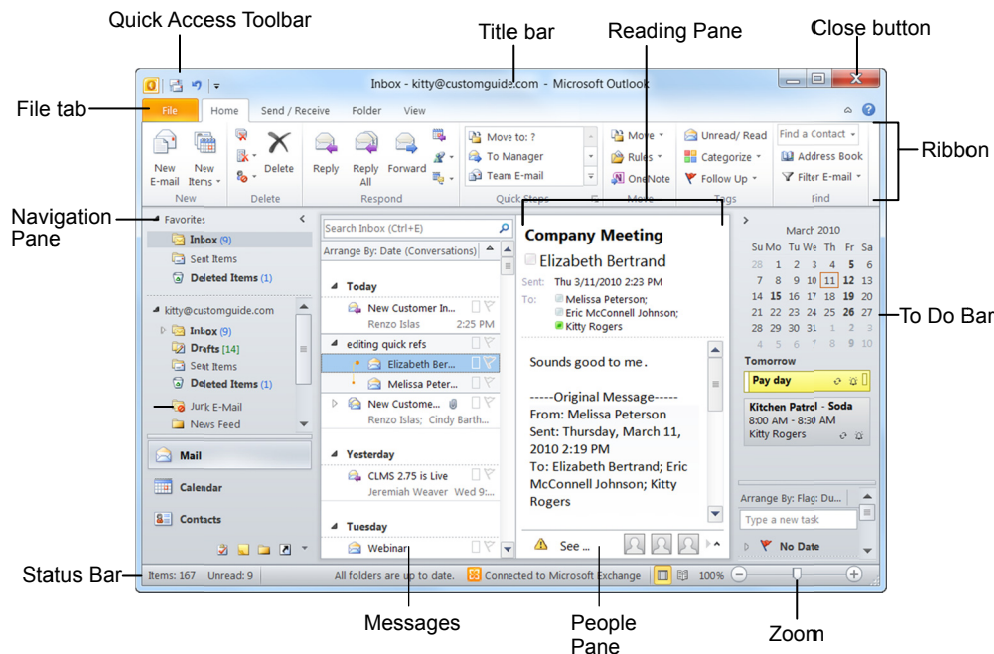 Quick Access Toolbar
Title bar
Reading Pane
Close button
Inbox - kitty@customguide.com - Microsoft Outlook
File tab
File Home Send / Receive Folder View
New E-mail
New Items
Delete
Reply
Reply All
Forward
Move to: ?
To Manager
Team E-mail
Move
Rules
OneNote
Unread/ Read
Categorize
Follow Up
Find a Contact
Address Book
Filter E-mail
New Delete Respond Quick Steps Move Tags Find
Ribbon
Navigation
Pane
Favorites
Inbox (9)
Sent Items
Deleted Items (1)
kitty@customguide.com
Inbox (9)
Drafts [14]
Sent Items
Deleted Items (1)
Junk E-Mail
News Feed
Mail
Calendar
Contacts
Search Inbox (Ctrl+E)
Arrange By: Date (Conversations)
Today
New Customer In...
Renzo Islas 2:25 PM
editing quick refs
Elizabeth Ber...
Melissa Peter...
New Custome...
Renzo Islas; Cindy Barth...
Yesterday
CLMS 2.75 is Live
Jeremiah Weaver Wed 9:...
Tuesday
Webinar
Company Meeting
Elizabeth Bertrand
Sent: Thu 3/11/2010 2:23 PM
To: Melissa Peterson;
Eric McConnell Johnson;
Kitty Rogers
Sounds good to me.
-----Original Message-----
From: Melissa Peterson
Sent: Thursday, March 11,
2010 2:19 PM
To: Elizabeth Bertrand; Eric
McConnell Johnson; Kitty
Rogers
See ...
March 2010
Su Mo Tu We Th Fr Sa
28 1 2 3 4 5 6
7 8 9 10 11 12 13
14 15 16 17 18 19 20
21 22 23 24 25 26 27
28 29 30 31 1 2 3
4 5 6 7 8 9 10
To Do Bar
Tomorrow
Pay day
Kitchen Patrol - Soda
8:00 AM - 8:30 AM
Kitty Rogers
Arrange By: Flag: Du...
Type a new task
No Date
Status Bar
Items: 167 Unread: 9 All folders are up to date. Connected to Microsoft Exchange 100%
Messages
People
Pane
Zoom